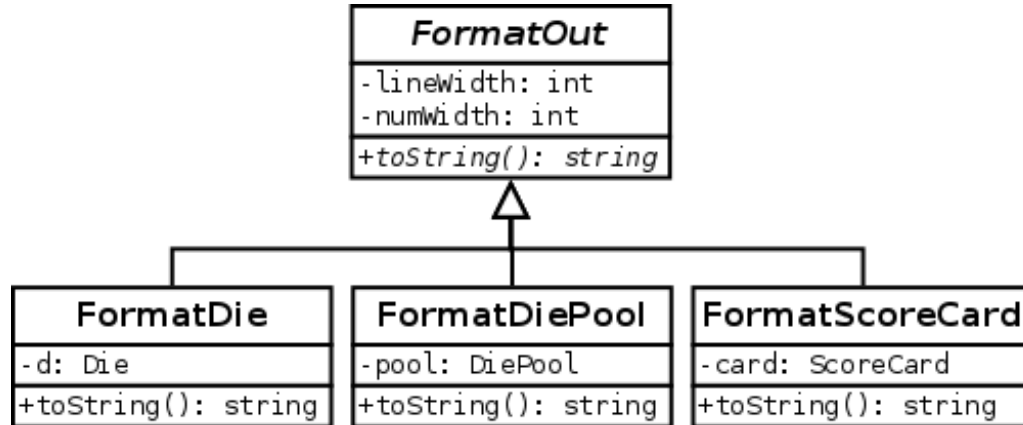 FormatOut
-lineWidth: int
-numWidth: int
+toString(): string
FormatDie
-d: Die
+toString(): string
FormatDiePool
-pool: DiePool
+toString(): string
FormatScoreCard
-card: ScoreCard
+toString(): string